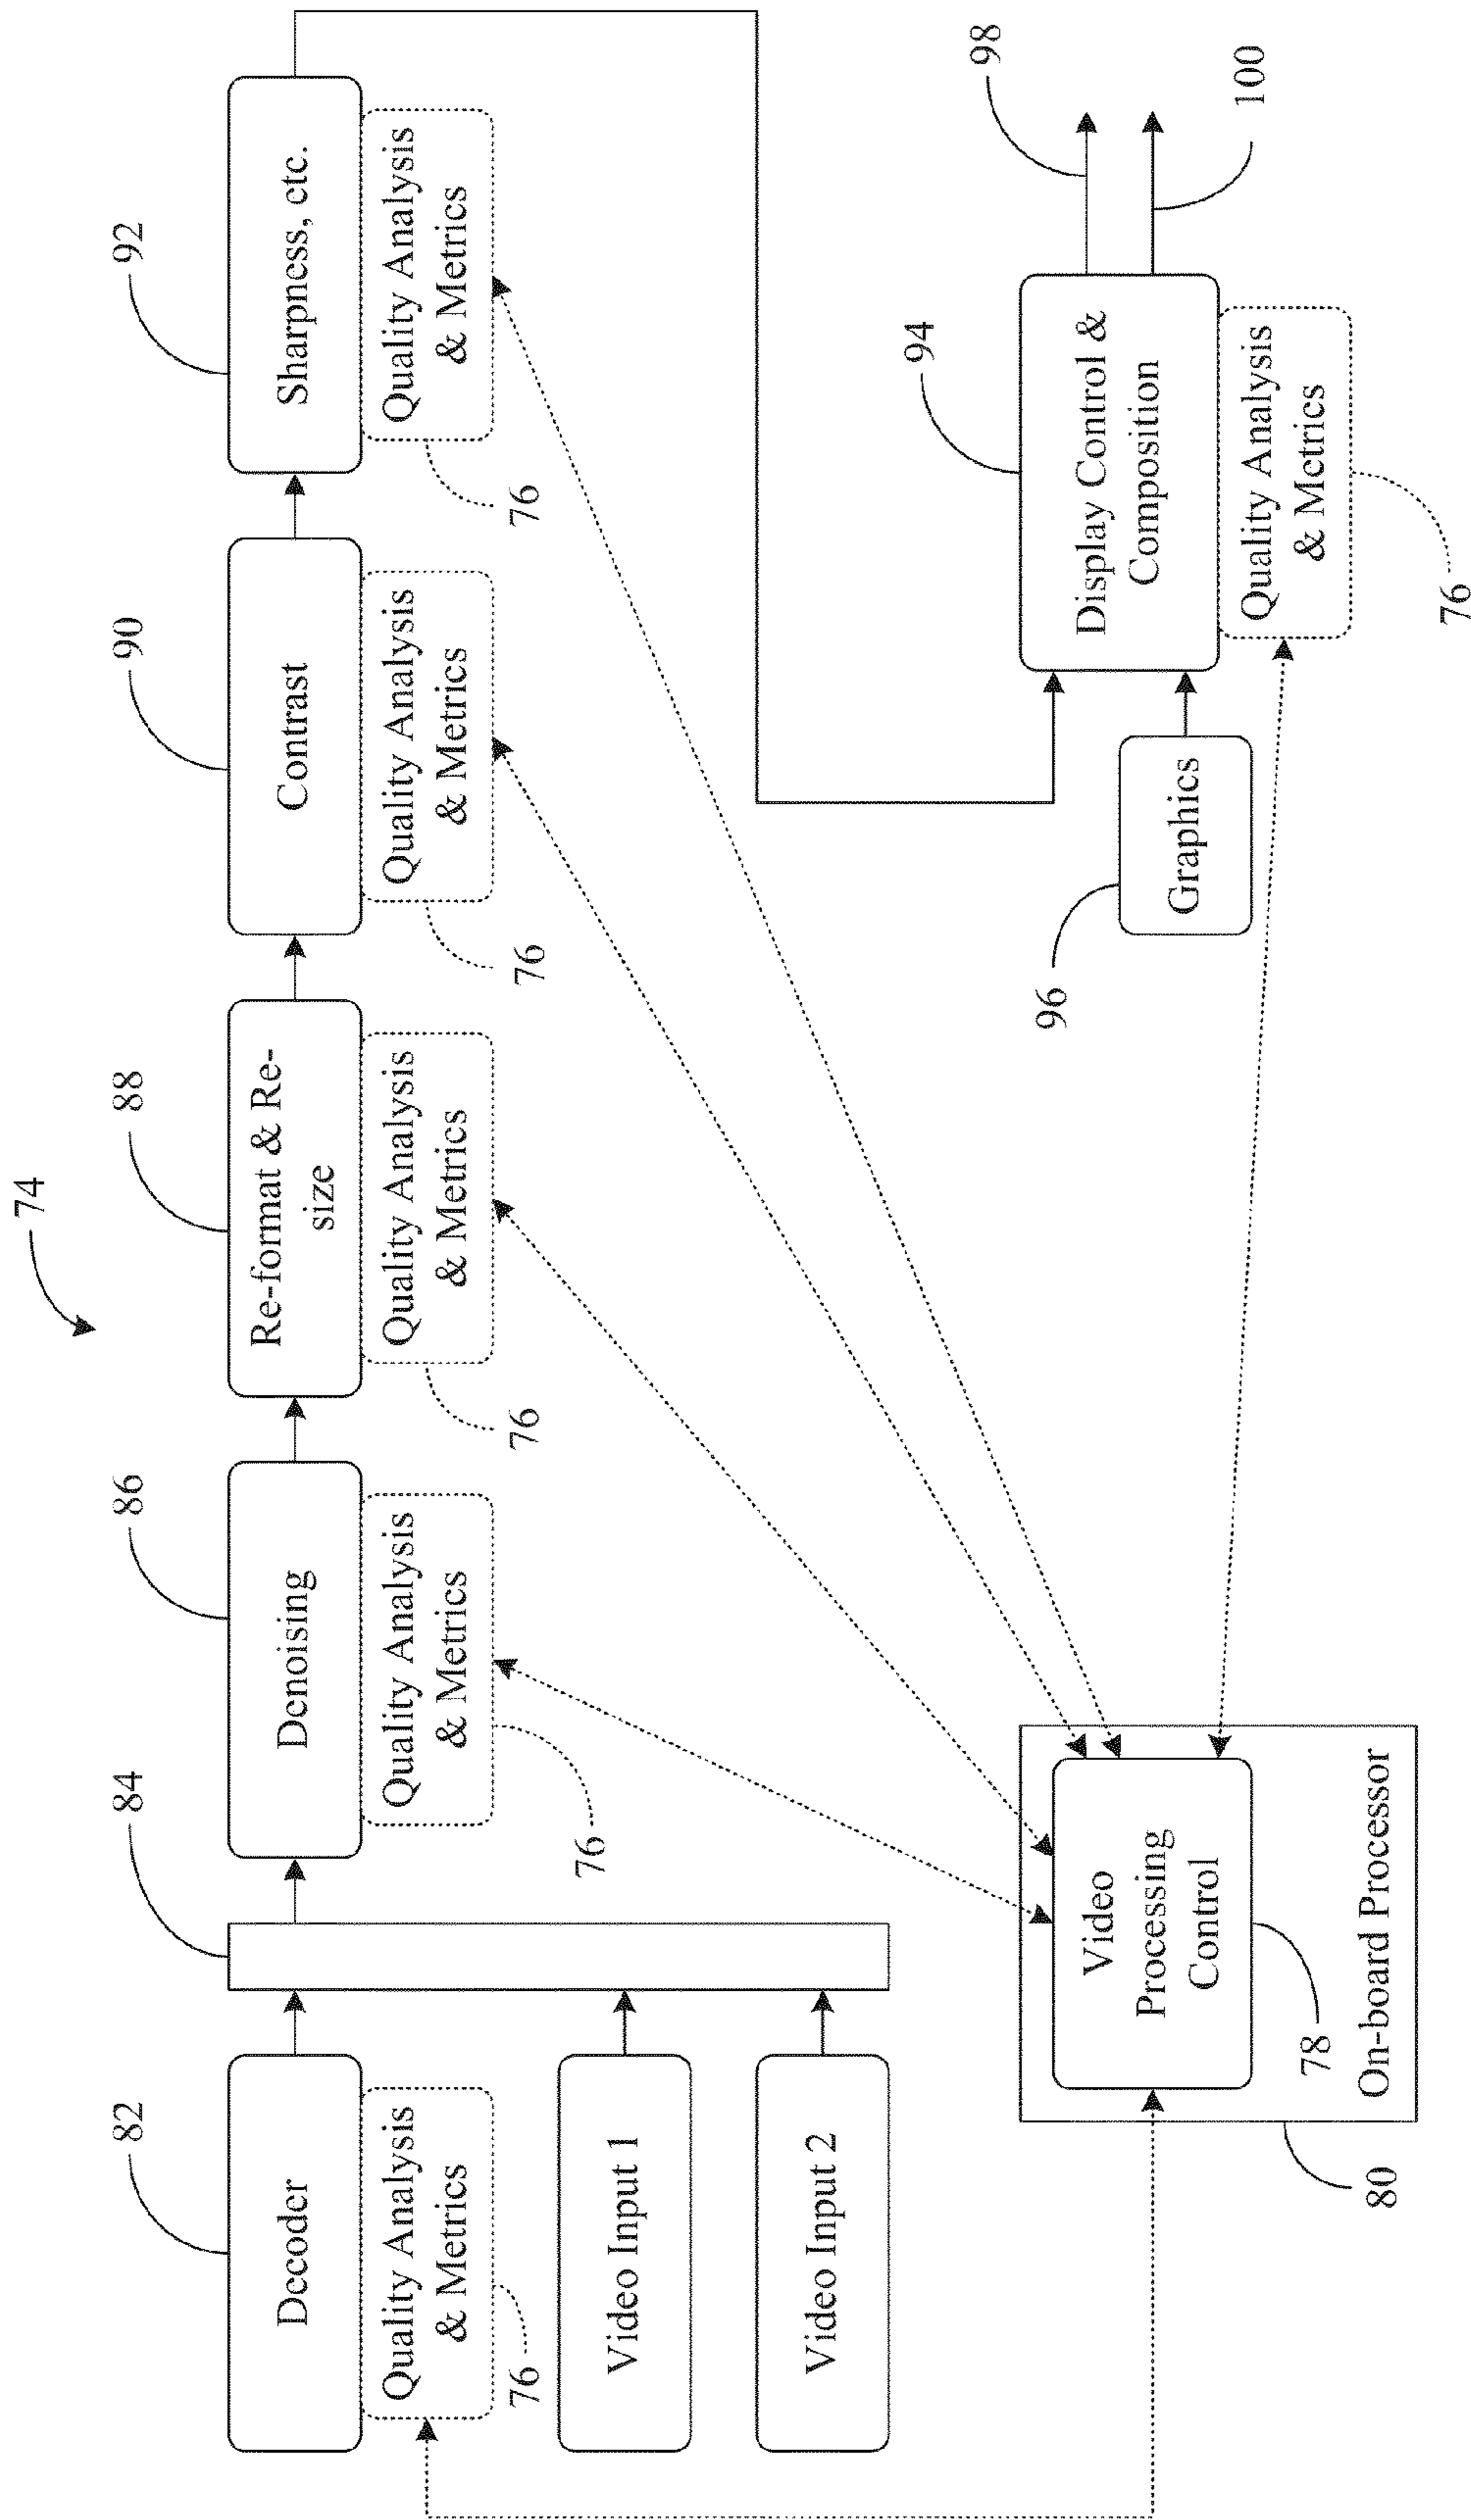 74
82
84
86
88
90
92
Decoder
Denoising
Re-format & Re-
size
Contrast
Sharpness, etc.
Quality Analysis
& Metrics
76
Quality Analysis
& Metrics
76
Quality Analysis
& Metrics
76
Quality Analysis
& Metrics
76
Quality Analysis
& Metrics
76
Video Input 1
Video Input 2
Video
Processing
Control
78
On-board Processor
80
94
Display Control &
Composition
98
100
Quality Analysis
& Metrics
76
Graphics
96